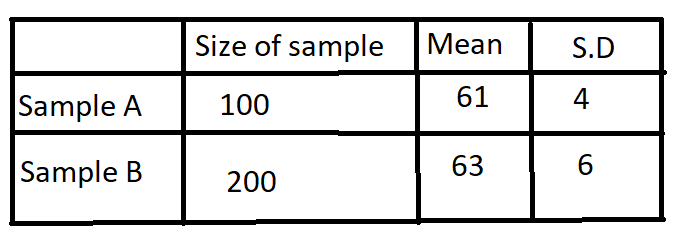 Size of sample Mean S.D
Sample A 100 61 4
Sample B 200 63 6